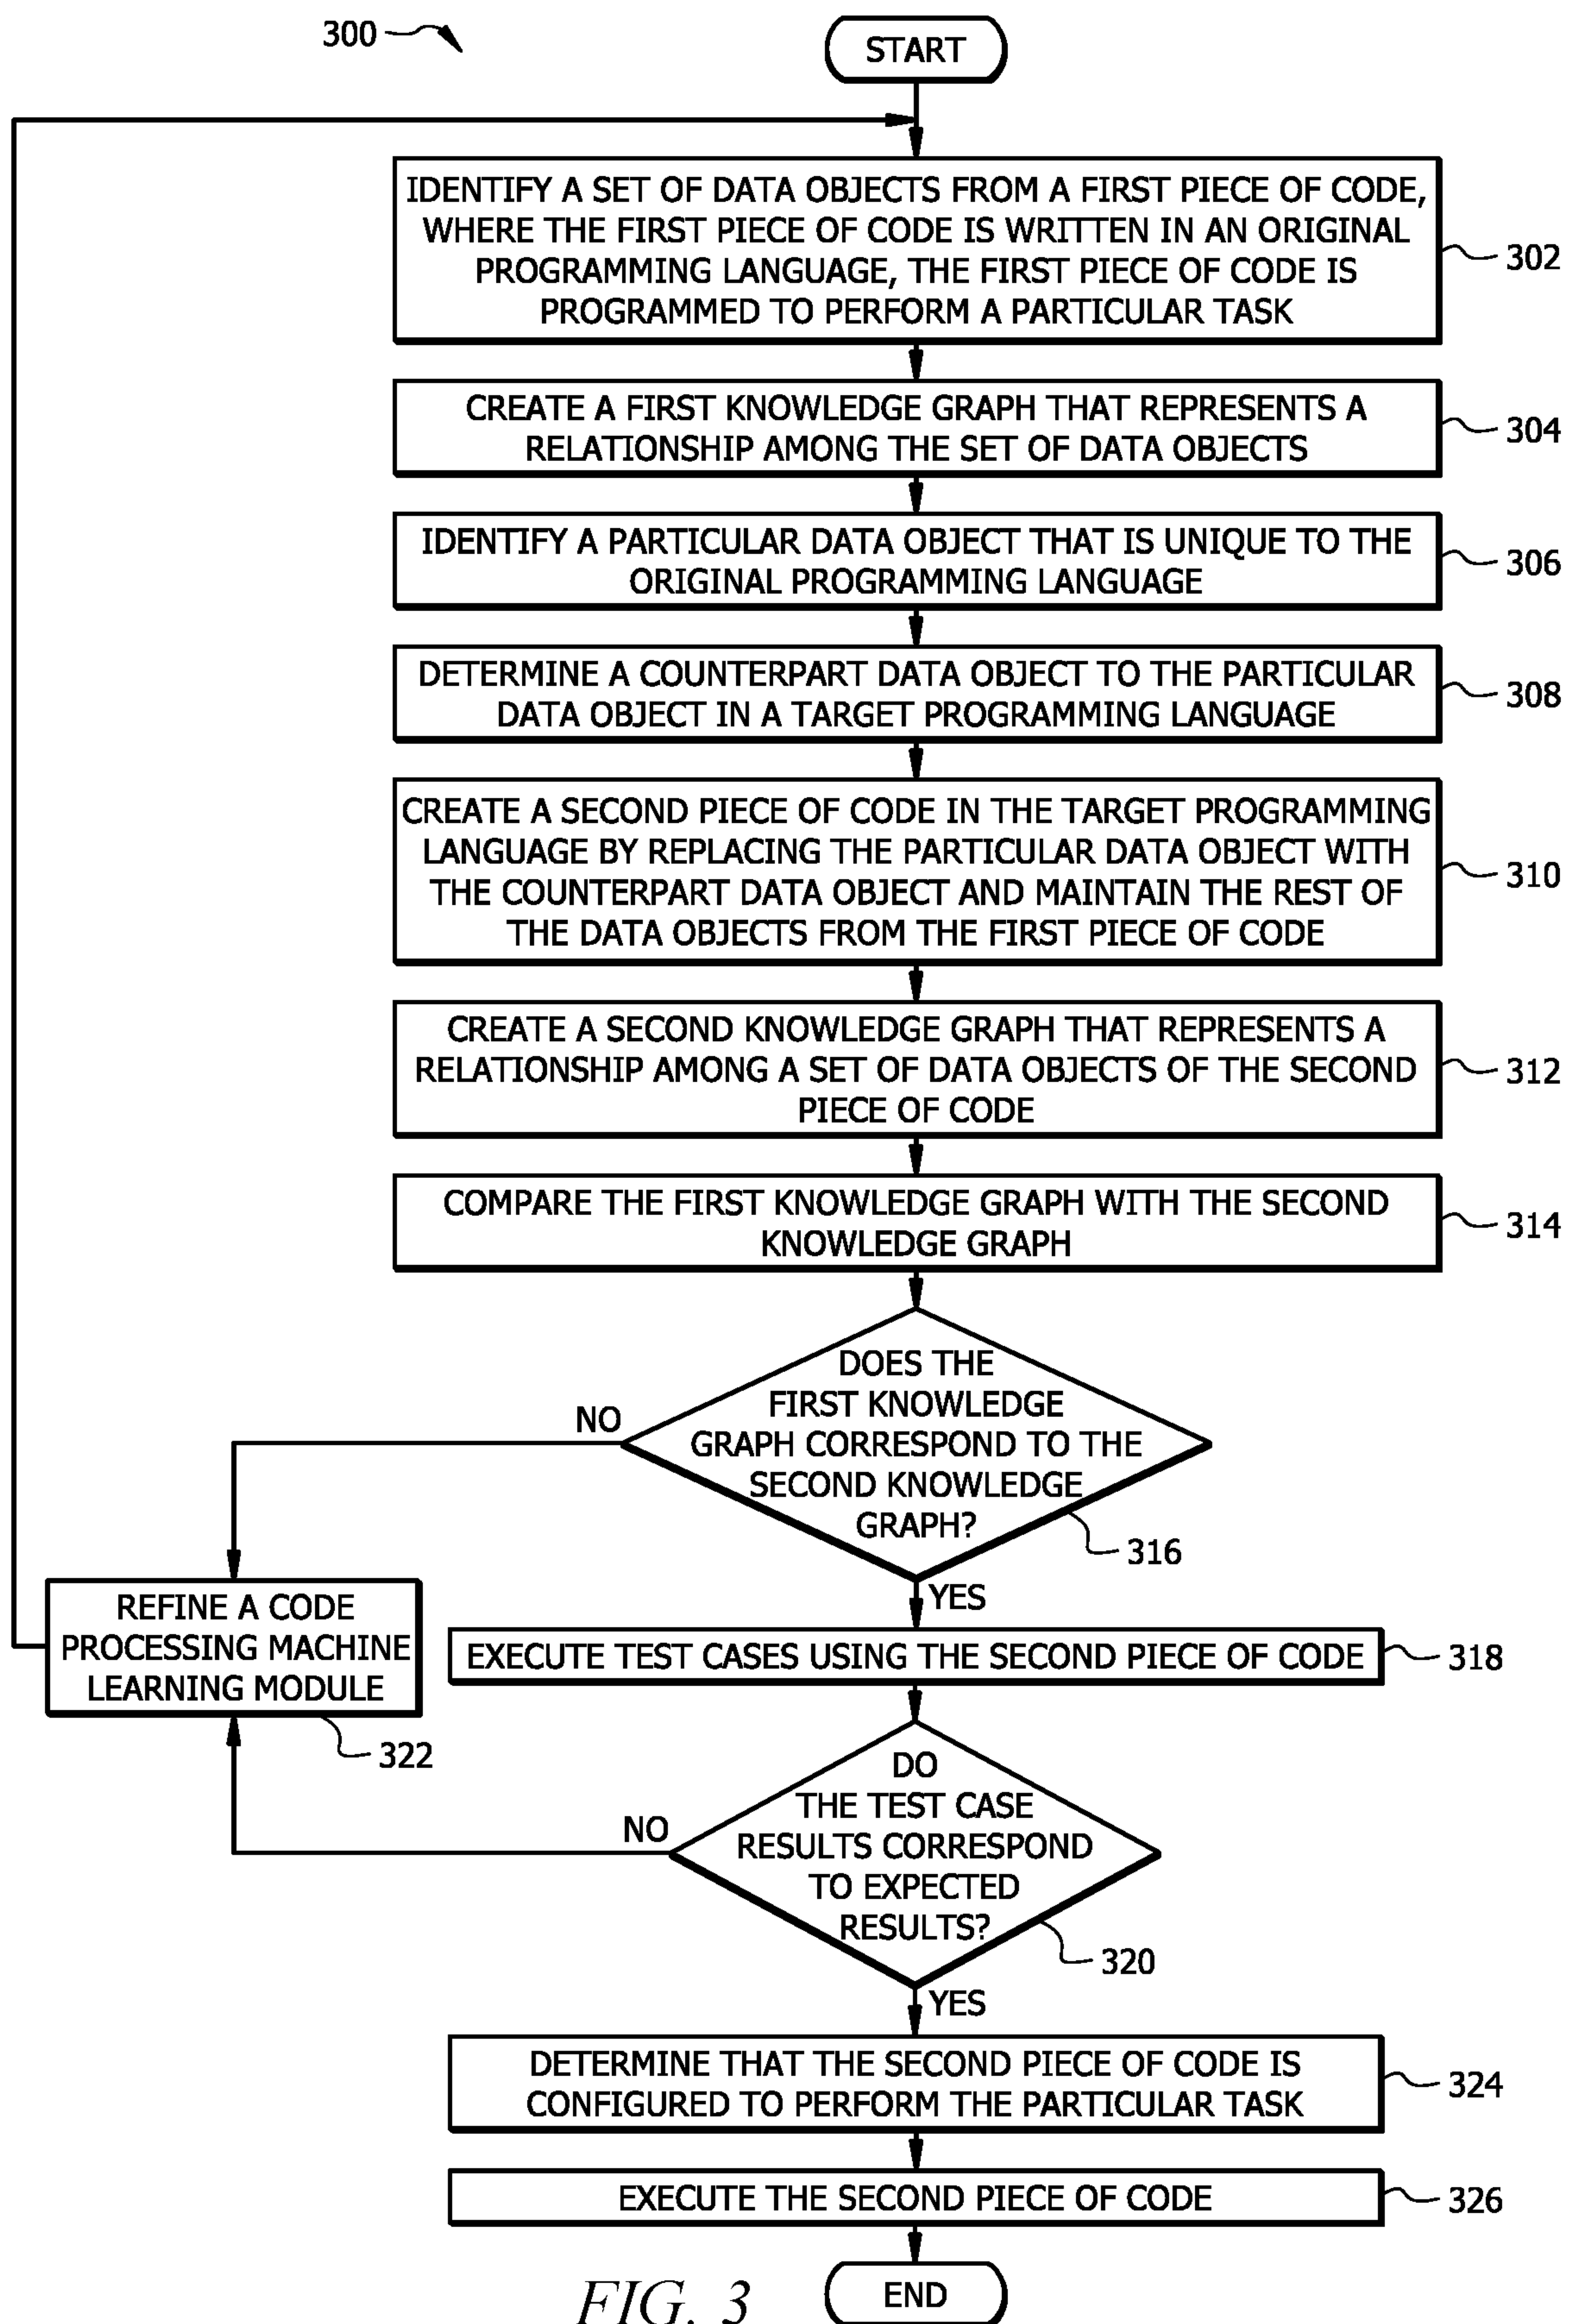 300
START
IDENTIFY A SET OF DATA OBJECTS FROM A FIRST PIECE OF CODE,
WHERE THE FIRST PIECE OF CODE IS WRITTEN IN AN ORIGINAL
PROGRAMMING LANGUAGE, THE FIRST PIECE OF CODE IS
PROGRAMMED TO PERFORM A PARTICULAR TASK
302
CREATE A FIRST KNOWLEDGE GRAPH THAT REPRESENTS A
RELATIONSHIP AMONG THE SET OF DATA OBJECTS
304
IDENTIFY A PARTICULAR DATA OBJECT THAT IS UNIQUE TO THE
ORIGINAL PROGRAMMING LANGUAGE
306
DETERMINE A COUNTERPART DATA OBJECT TO THE PARTICULAR
DATA OBJECT IN A TARGET PROGRAMMING LANGUAGE
308
CREATE A SECOND PIECE OF CODE IN THE TARGET PROGRAMMING
LANGUAGE BY REPLACING THE PARTICULAR DATA OBJECT WITH
THE COUNTERPART DATA OBJECT AND MAINTAIN THE REST OF
THE DATA OBJECTS FROM THE FIRST PIECE OF CODE
310
CREATE A SECOND KNOWLEDGE GRAPH THAT REPRESENTS A
RELATIONSHIP AMONG A SET OF DATA OBJECTS OF THE SECOND
PIECE OF CODE
312
COMPARE THE FIRST KNOWLEDGE GRAPH WITH THE SECOND
KNOWLEDGE GRAPH
314
DOES THE
FIRST KNOWLEDGE
GRAPH CORRESPOND TO THE
SECOND KNOWLEDGE
GRAPH?
316
NO
YES
REFINE A CODE
PROCESSING MACHINE
LEARNING MODULE
322
EXECUTE TEST CASES USING THE SECOND PIECE OF CODE
318
DO
THE TEST CASE
RESULTS CORRESPOND
TO EXPECTED
RESULTS?
320
NO
YES
DETERMINE THAT THE SECOND PIECE OF CODE IS
CONFIGURED TO PERFORM THE PARTICULAR TASK
324
EXECUTE THE SECOND PIECE OF CODE
326
END
FIG. 3